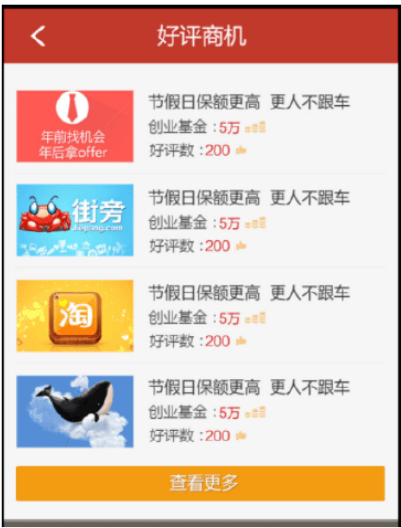 好评商机
年前找机会
年后拿offer
节假日保额更高 更人不跟车
创业基金:5万
好评数:200
街旁
Jiepang.com
节假日保额更高 更人不跟车
创业基金:5万
好评数:200
淘
节假日保额更高 更人不跟车
创业基金:5万
好评数:200
节假日保额更高 更人不跟车
创业基金:5万
好评数:200
查看更多